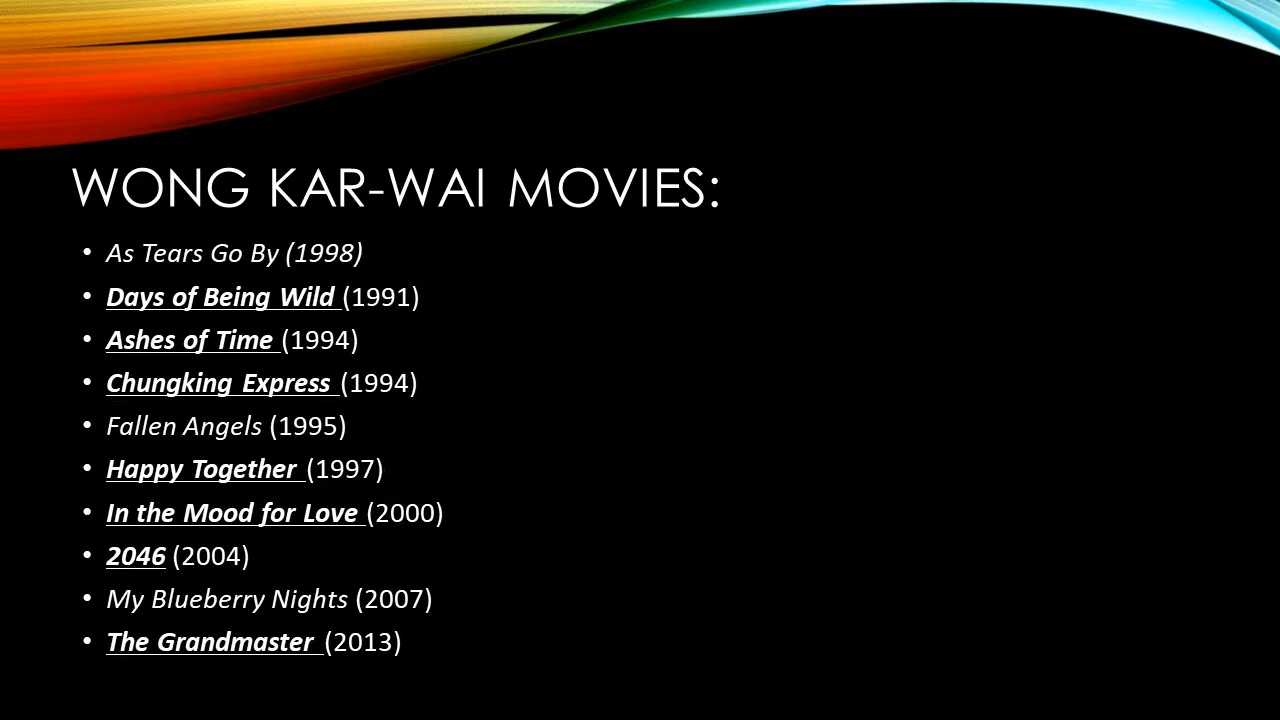 WONG KAR-WAI MOVIES:
• As Tears Go By (1998)
• Days of Being Wild (1991)
• Ashes of Time (1994)
• Chungking Express (1994)
• Fallen Angels (1995)
• Happy Together (1997)
• In the Mood for Love (2000)
• 2046 (2004)
• My Blueberry Nights (2007)
• The Grandmaster (2013)